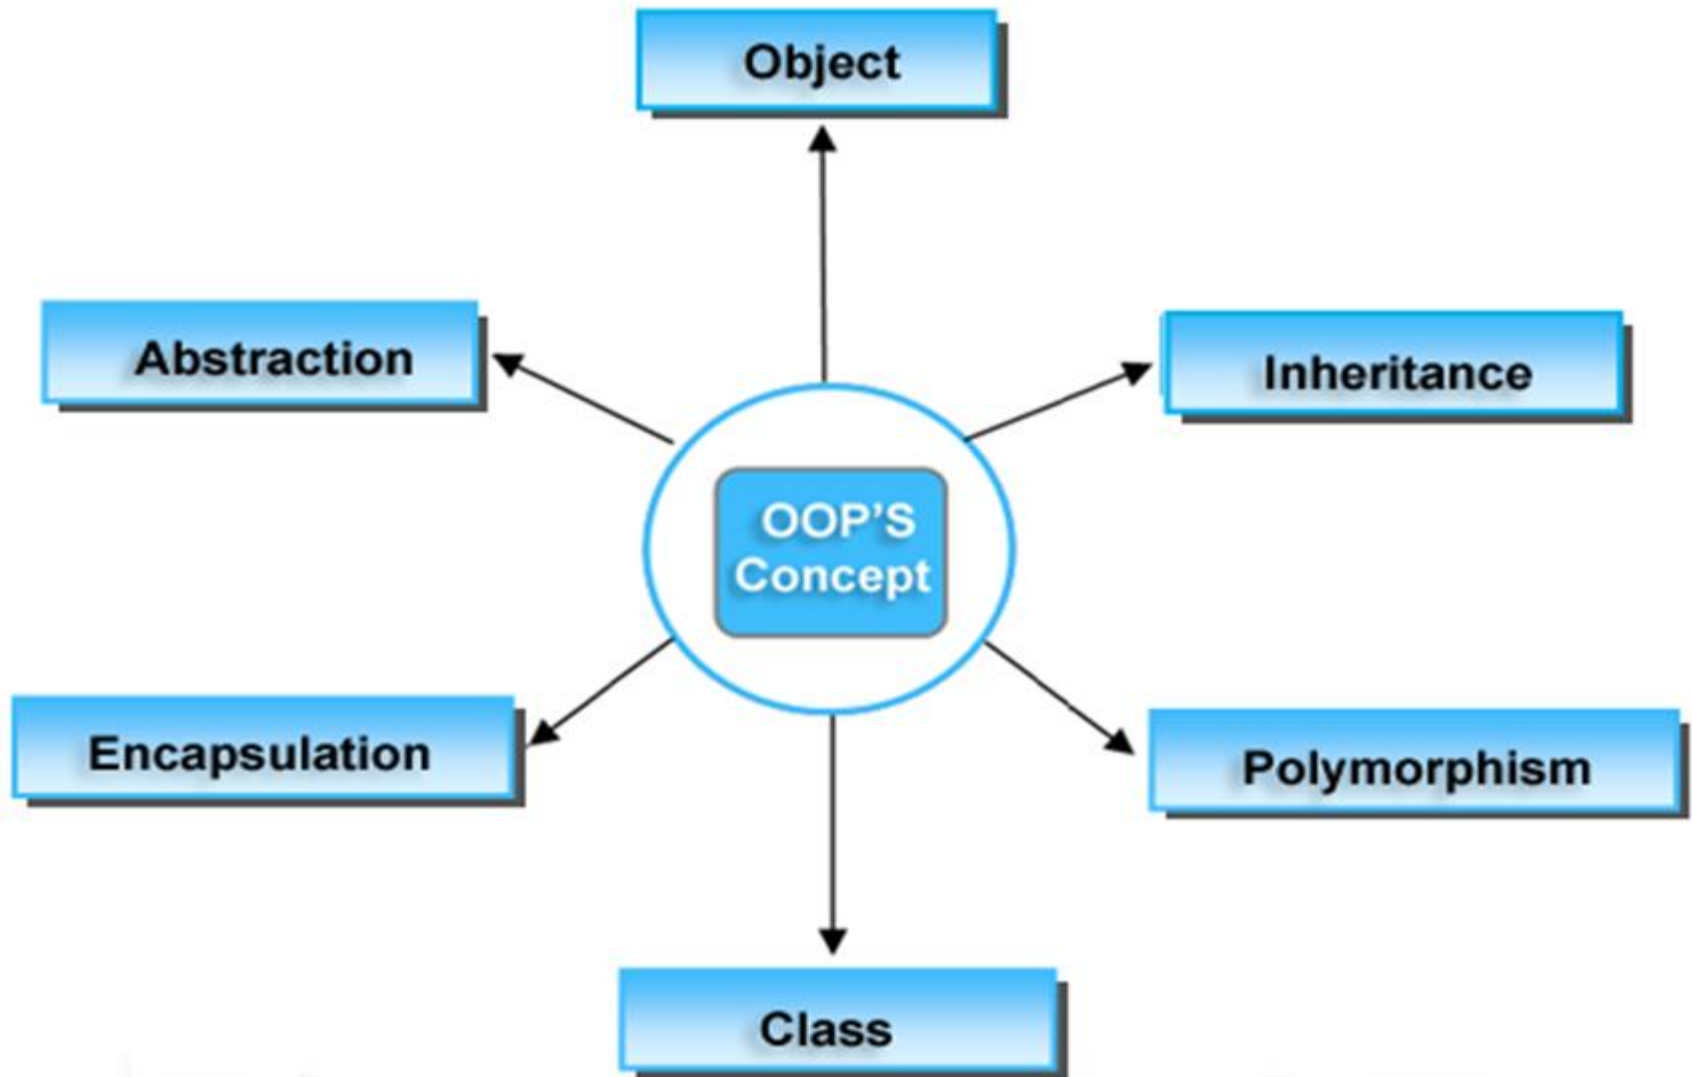 Object
Abstraction
Inheritance
OOP’S
Concept
Encapsulation
Polymorphism
Class